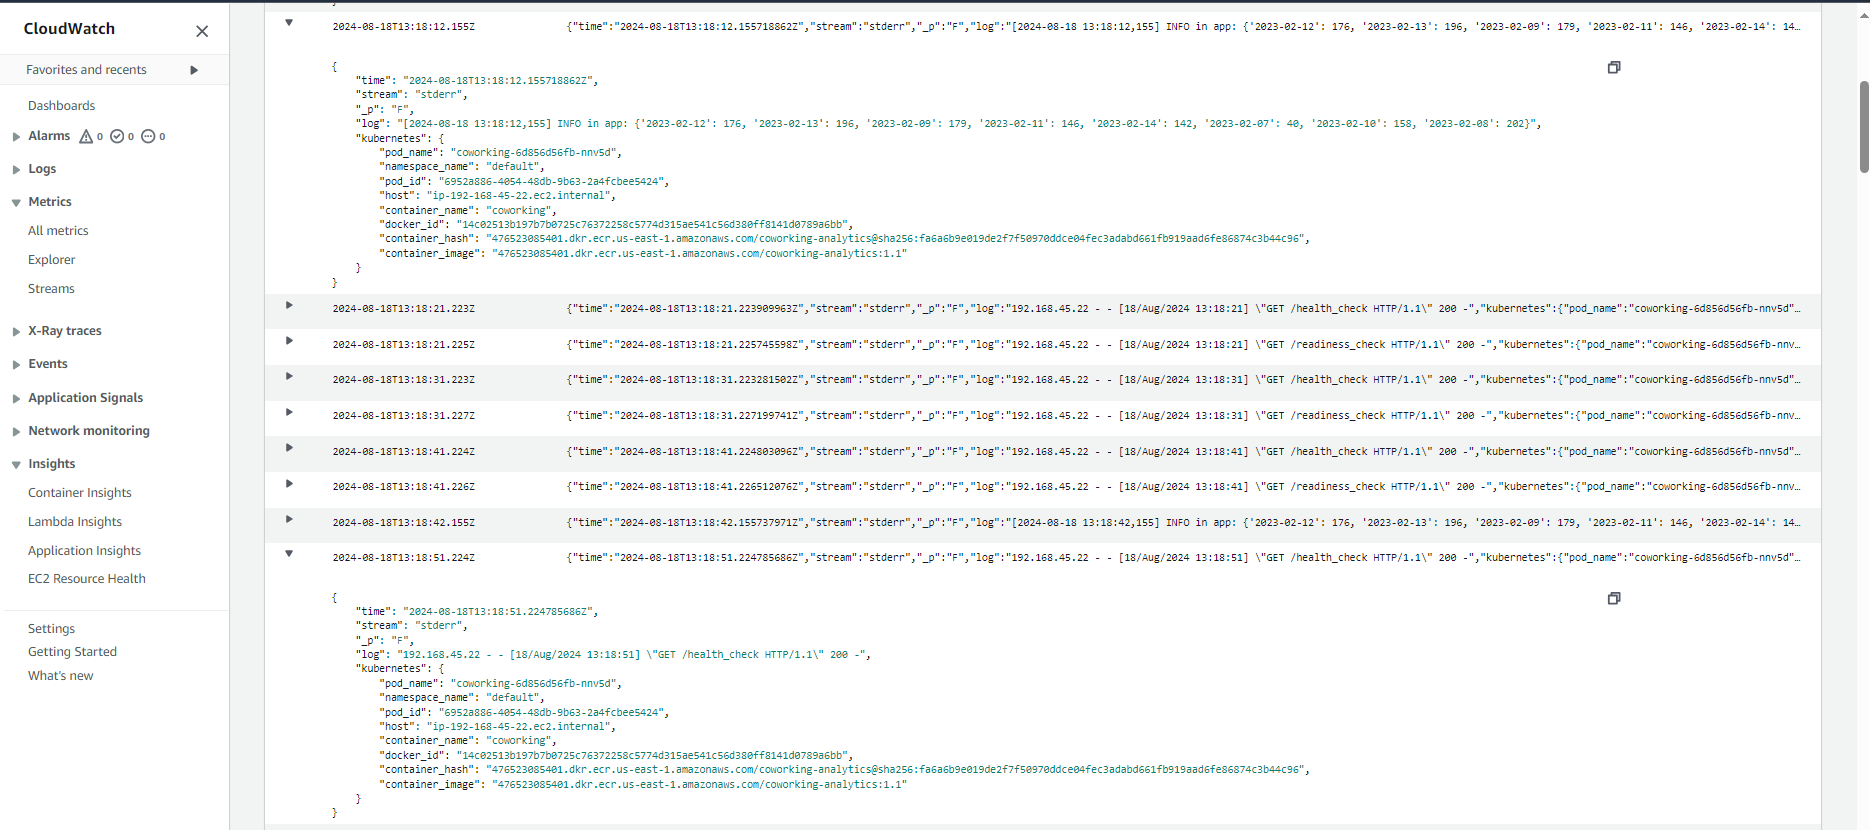 CloudWatch
Favorites and recents
Dashboards
Alarms 0 0 0
Logs
Metrics
All metrics
Explorer
Streams
X-Ray traces
Events
Application Signals
Network monitoring
Insights
Container Insights
Lambda Insights
Application Insights
EC2 Resource Health
Settings
Getting Started
What's new
2024-08-18T13:18:12.155Z {"time":"2024-08-18T13:18:12.155718862Z","stream":"stderr","_p":"F","log":"[2024-08-18 13:18:12,155] INFO in app: {'2023-02-12': 176, '2023-02-13': 196, '2023-02-09': 179, '2023-02-11': 146, '2023-02-14': 14…
{
"time": "2024-08-18T13:18:12.155718862Z",
"stream": "stderr",
"_p": "F",
"log": "[2024-08-18 13:18:12,155] INFO in app: {'2023-02-12': 176, '2023-02-13': 196, '2023-02-09': 179, '2023-02-11': 146, '2023-02-14': 142, '2023-02-07': 40, '2023-02-10': 158, '2023-02-08': 202}",
"kubernetes": {
"pod_name": "coworking-6d856d56fb-nnv5d",
"namespace_name": "default",
"pod_id": "6952a886-4054-48db-9b63-2a4fcbee5424",
"host": "ip-192-168-45-22.ec2.internal",
"container_name": "coworking",
"docker_id": "14c02513b197b7b0725c76372258c5774d315ae541c56d380ff8141d0789a6bb",
"container_hash": "476523085401.dkr.ecr.us-east-1.amazonaws.com/coworking-analytics@sha256:fa6a6b9e019de2f7f50970ddce04fec3adabd661fb919aad6fe86874c3b44c96",
"container_image": "476523085401.dkr.ecr.us-east-1.amazonaws.com/coworking-analytics:1.1"
}
}
2024-08-18T13:18:21.223Z {"time":"2024-08-18T13:18:21.223909963Z","stream":"stderr","_p":"F","log":"192.168.45.22 - - [18/Aug/2024 13:18:21] \"GET /health_check HTTP/1.1\" 200 -","kubernetes":{"pod_name":"coworking-6d856d56fb-nnv5d"…
2024-08-18T13:18:21.225Z {"time":"2024-08-18T13:18:21.225745598Z","stream":"stderr","_p":"F","log":"192.168.45.22 - - [18/Aug/2024 13:18:21] \"GET /readiness_check HTTP/1.1\" 200 -","kubernetes":{"pod_name":"coworking-6d856d56fb-nnv…
2024-08-18T13:18:31.223Z {"time":"2024-08-18T13:18:31.223281502Z","stream":"stderr","_p":"F","log":"192.168.45.22 - - [18/Aug/2024 13:18:31] \"GET /health_check HTTP/1.1\" 200 -","kubernetes":{"pod_name":"coworking-6d856d56fb-nnv5d"…
2024-08-18T13:18:31.227Z {"time":"2024-08-18T13:18:31.227199741Z","stream":"stderr","_p":"F","log":"192.168.45.22 - - [18/Aug/2024 13:18:31] \"GET /readiness_check HTTP/1.1\" 200 -","kubernetes":{"pod_name":"coworking-6d856d56fb-nnv…
2024-08-18T13:18:41.224Z {"time":"2024-08-18T13:18:41.224803096Z","stream":"stderr","_p":"F","log":"192.168.45.22 - - [18/Aug/2024 13:18:41] \"GET /health_check HTTP/1.1\" 200 -","kubernetes":{"pod_name":"coworking-6d856d56fb-nnv5d"…
2024-08-18T13:18:41.226Z {"time":"2024-08-18T13:18:41.226512076Z","stream":"stderr","_p":"F","log":"192.168.45.22 - - [18/Aug/2024 13:18:41] \"GET /readiness_check HTTP/1.1\" 200 -","kubernetes":{"pod_name":"coworking-6d856d56fb-nnv…
2024-08-18T13:18:42.155Z {"time":"2024-08-18T13:18:42.155737971Z","stream":"stderr","_p":"F","log":"[2024-08-18 13:18:42,155] INFO in app: {'2023-02-12': 176, '2023-02-13': 196, '2023-02-09': 179, '2023-02-11': 146, '2023-02-14': 14…
2024-08-18T13:18:51.224Z {"time":"2024-08-18T13:18:51.224785686Z","stream":"stderr","_p":"F","log":"192.168.45.22 - - [18/Aug/2024 13:18:51] \"GET /health_check HTTP/1.1\" 200 -","kubernetes":{"pod_name":"coworking-6d856d56fb-nnv5d"…
{
"time": "2024-08-18T13:18:51.224785686Z",
"stream": "stderr",
"_p": "F",
"log": "192.168.45.22 - - [18/Aug/2024 13:18:51] \"GET /health_check HTTP/1.1\" 200 -",
"kubernetes": {
"pod_name": "coworking-6d856d56fb-nnv5d",
"namespace_name": "default",
"pod_id": "6952a886-4054-48db-9b63-2a4fcbee5424",
"host": "ip-192-168-45-22.ec2.internal",
"container_name": "coworking",
"docker_id": "14c02513b197b7b0725c76372258c5774d315ae541c56d380ff8141d0789a6bb",
"container_hash": "476523085401.dkr.ecr.us-east-1.amazonaws.com/coworking-analytics@sha256:fa6a6b9e019de2f7f50970ddce04fec3adabd661fb919aad6fe86874c3b44c96",
"container_image": "476523085401.dkr.ecr.us-east-1.amazonaws.com/coworking-analytics:1.1"
}
}